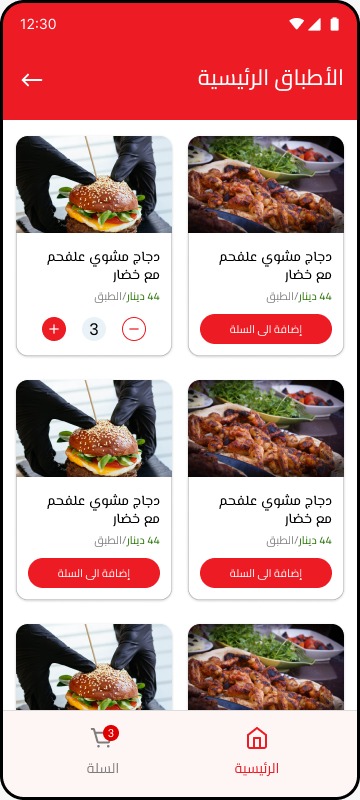 12:30
الأطباق الرئيسية
دجاج مشوي علفحم
مع خضار
44 دينار/الطبق
إضافة الى السلة
دجاج مشوي علفحم
مع خضار
44 دينار/الطبق
3
دجاج مشوي علفحم
مع خضار
44 دينار/الطبق
إضافة الى السلة
دجاج مشوي علفحم
مع خضار
44 دينار/الطبق
إضافة الى السلة
الرئيسية
3
السلة